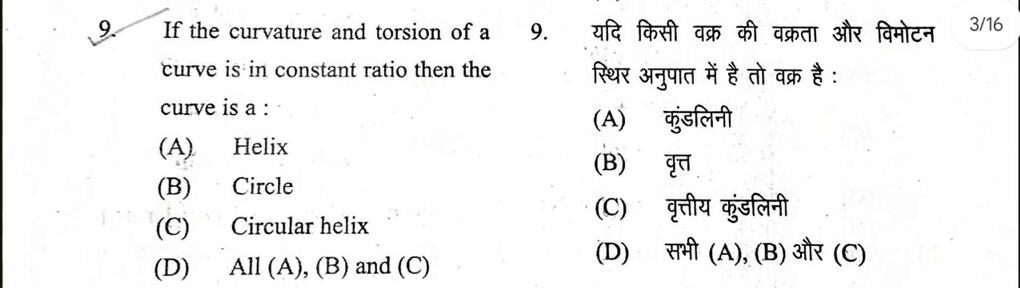 9. If the curvature and torsion of a
curve is in constant ratio then the
curve is a :
(A) Helix
(B) Circle
(C) Circular helix
(D) All (A), (B) and (C)
9. यदि किसी वक्र की वक्रता और विमोटन
स्थिर अनुपात में है तो वक्र है :
(A) कुंडलिनी
(B) वृत्त
(C) वृत्तीय कुंडलिनी
(D) सभी (A), (B) और (C)
3/16